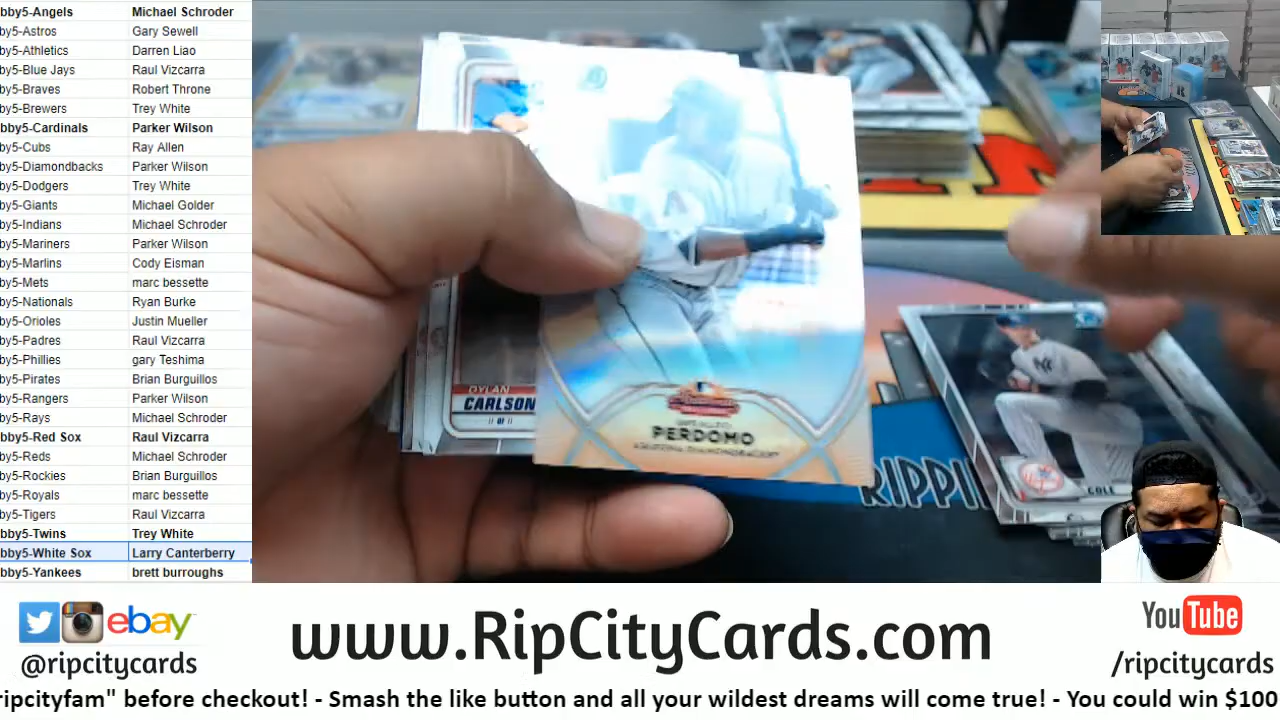 bby5-Angels Michael Schroder
by5-Astros Gary Sewell
by5-Athletics Darren Liao
by5-Blue Jays Raul Vizcarra
by5-Braves Robert Throne
by5-Brewers Trey White
bby5-Cardinals Parker Wilson
by5-Cubs Ray Allen
by5-Diamondbacks Parker Wilson
by5-Dodgers Trey White
by5-Giants Michael Golder
by5-Indians Michael Schroder
by5-Mariners Parker Wilson
by5-Marlins Cody Eisman
by5-Mets marc bessette
by5-Nationals Ryan Burke
by5-Orioles Justin Mueller
by5-Padres Raul Vizcarra
by5-Phillies gary Teshima
by5-Pirates Brian Burguillos
by5-Rangers Parker Wilson
by5-Rays Michael Schroder
bby5-Red Sox Raul Vizcarra
by5-Reds Michael Schroder
by5-Rockies Brian Burguillos
by5-Royals marc bessette
by5-Tigers Raul Vizcarra
bby5-Twins Trey White
bby5-White Sox Larry Canterberry
bby5-Yankees brett burroughs
DYLAN
CARLSON
OF
PERDOMO
ARIZONA DIAMONDBACKS
RIPPI
COLE
ebay
@ripcitycards
www.RipCityCards.com
YouTube
/ripcitycards
ripcityfam" before checkout! - Smash the like button and all your wildest dreams will come true! - You could win $100